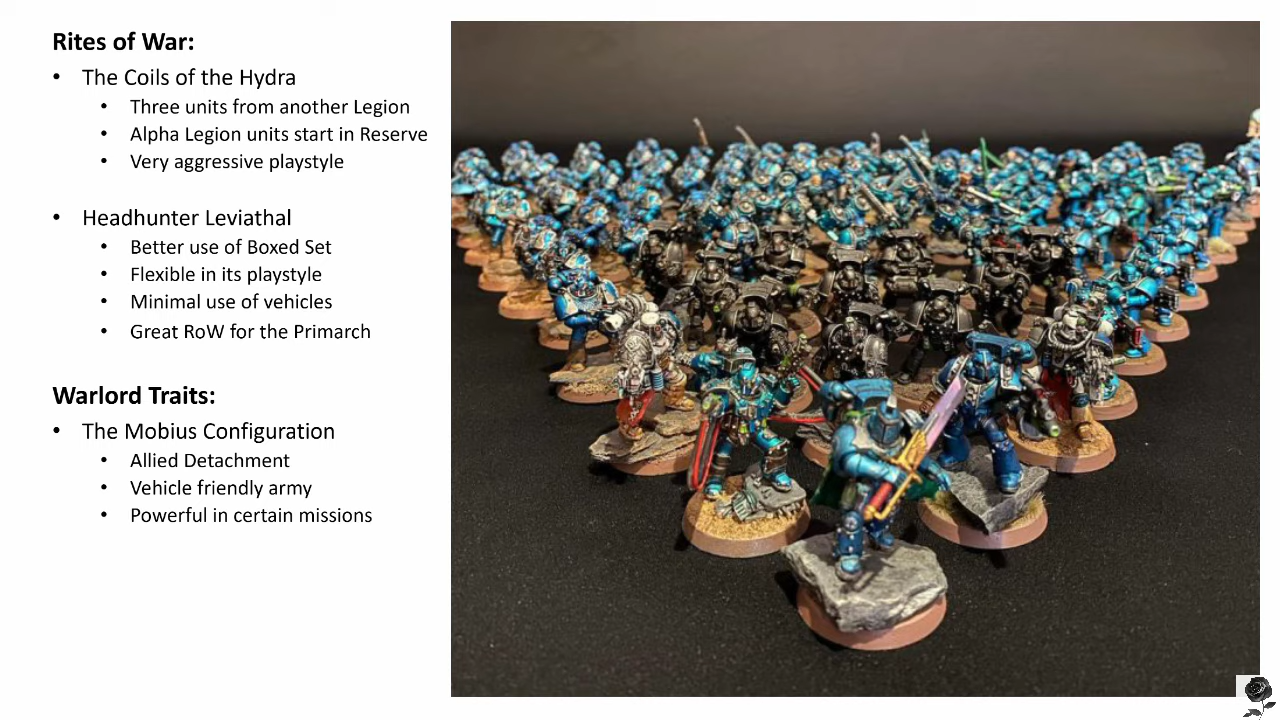 Rites of War:
• The Coils of the Hydra
• Three units from another Legion
• Alpha Legion units start in Reserve
• Very aggressive playstyle
• Headhunter Leviathal
• Better use of Boxed Set
• Flexible in its playstyle
• Minimal use of vehicles
• Great RoW for the Primarch
Warlord Traits:
• The Mobius Configuration
• Allied Detachment
• Vehicle friendly army
• Powerful in certain missions